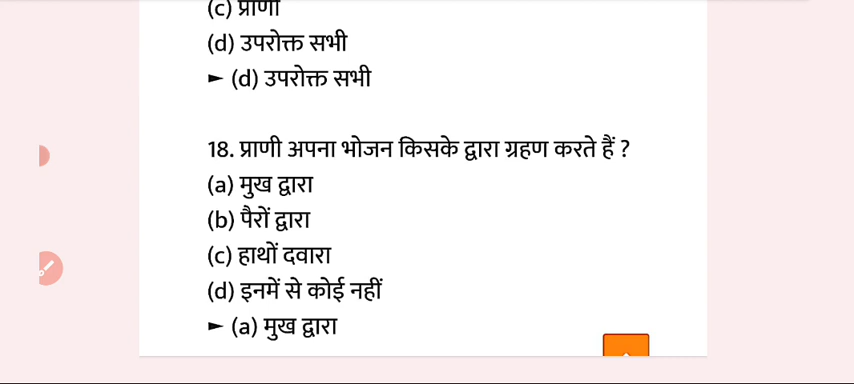 (c) प्राणी
(d) उपरोक्त सभी
► (d) उपरोक्त सभी
18. प्राणी अपना भोजन किसके द्वारा ग्रहण करते हैं ?
(a) मुख द्वारा
(b) पैरों द्वारा
(c) हाथों दवारा
(d) इनमें से कोई नहीं
► (a) मुख द्वारा